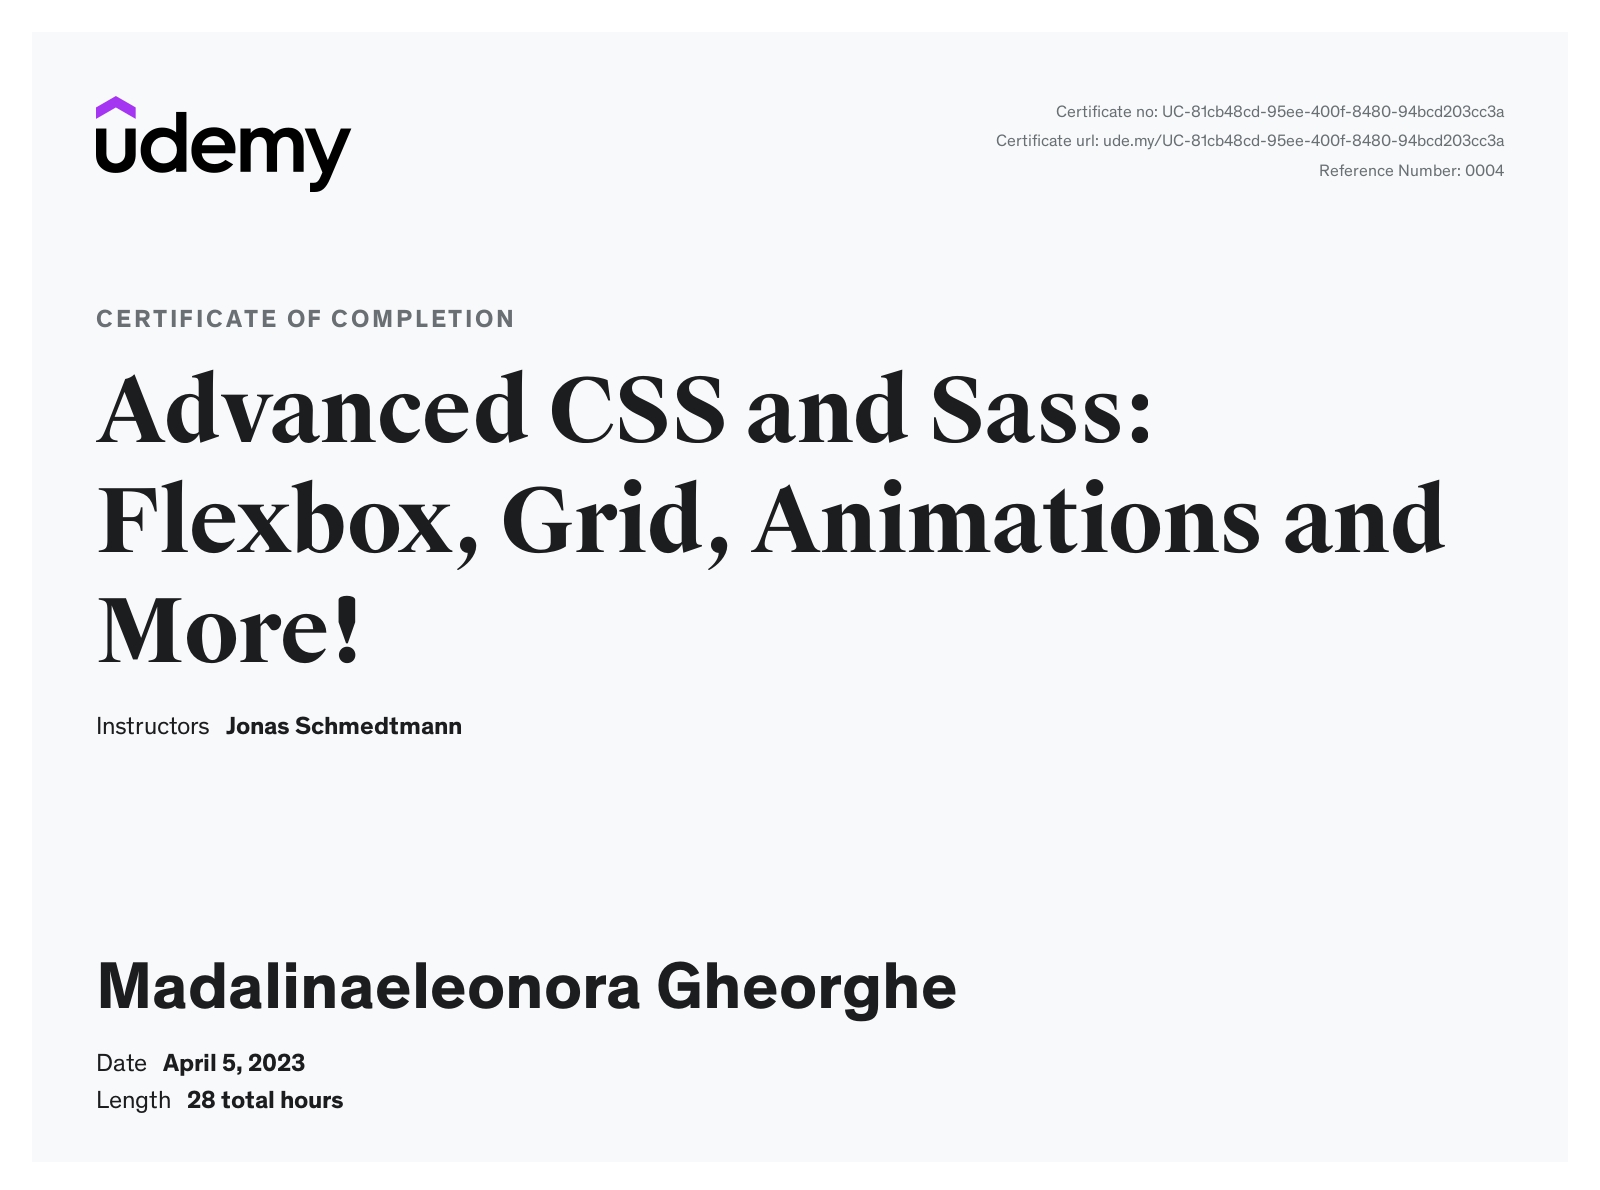 udemy
Certificate no: UC-81cb48cd-95ee-400f-8480-94bcd203cc3a
Certificate url: ude.my/UC-81cb48cd-95ee-400f-8480-94bcd203cc3a
Reference Number: 0004
CERTIFICATE OF COMPLETION
Advanced CSS and Sass:
Flexbox, Grid, Animations and
More!
Instructors Jonas Schmedtmann
Madalinaeleonora Gheorghe
Date April 5, 2023
Length 28 total hours